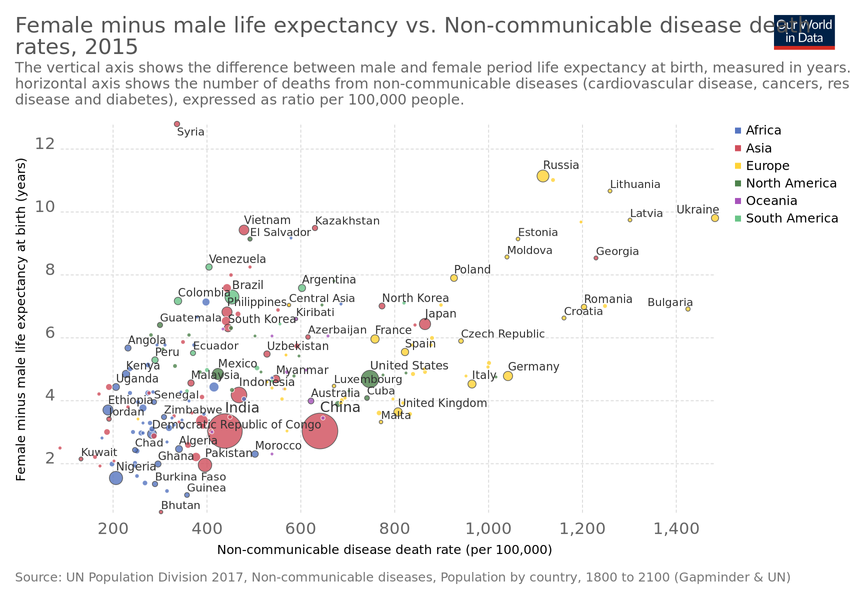 Female minus male life expectancy vs. Non-communicable disease death
rates, 2015
Our World
in Data
The vertical axis shows the difference between male and female period life expectancy at birth, measured in years.
horizontal axis shows the number of deaths from non-communicable diseases (cardiovascular disease, cancers, res
disease and diabetes), expressed as ratio per 100,000 people.
Female minus male life expectancy at birth (years)
12
10
8
6
4
2
Africa
Asia
Europe
North America
Oceania
South America
Syria
Russia
Lithuania
Ukraine
Latvia
Vietnam
Kazakhstan
El Salvador
Estonia
Moldova
Georgia
Venezuela
Poland
Argentina
Brazil
Colombia
Philippines
Central Asia
North Korea
Romania
Bulgaria
Kiribati
Croatia
Guatemala
South Korea
Japan
Azerbaijan
France
Czech Republic
Angola
Ecuador
Uzbekistan
Spain
Peru
Kenya
Mexico
Myanmar
United States
Uganda
Malaysia
Indonesia
Luxembourg
Italy
Germany
Ethiopia
Senegal
Australia
Cuba
Jordan
Zimbabwe
India
China
United Kingdom
Malta
Democratic Republic of Congo
Chad
Algeria
Morocco
Kuwait
Ghana
Pakistan
Nigeria
Burkina Faso
Guinea
Bhutan
200
400
600
800
1,000
1,200
1,400
Non-communicable disease death rate (per 100,000)
Source: UN Population Division 2017, Non-communicable diseases, Population by country, 1800 to 2100 (Gapminder & UN)